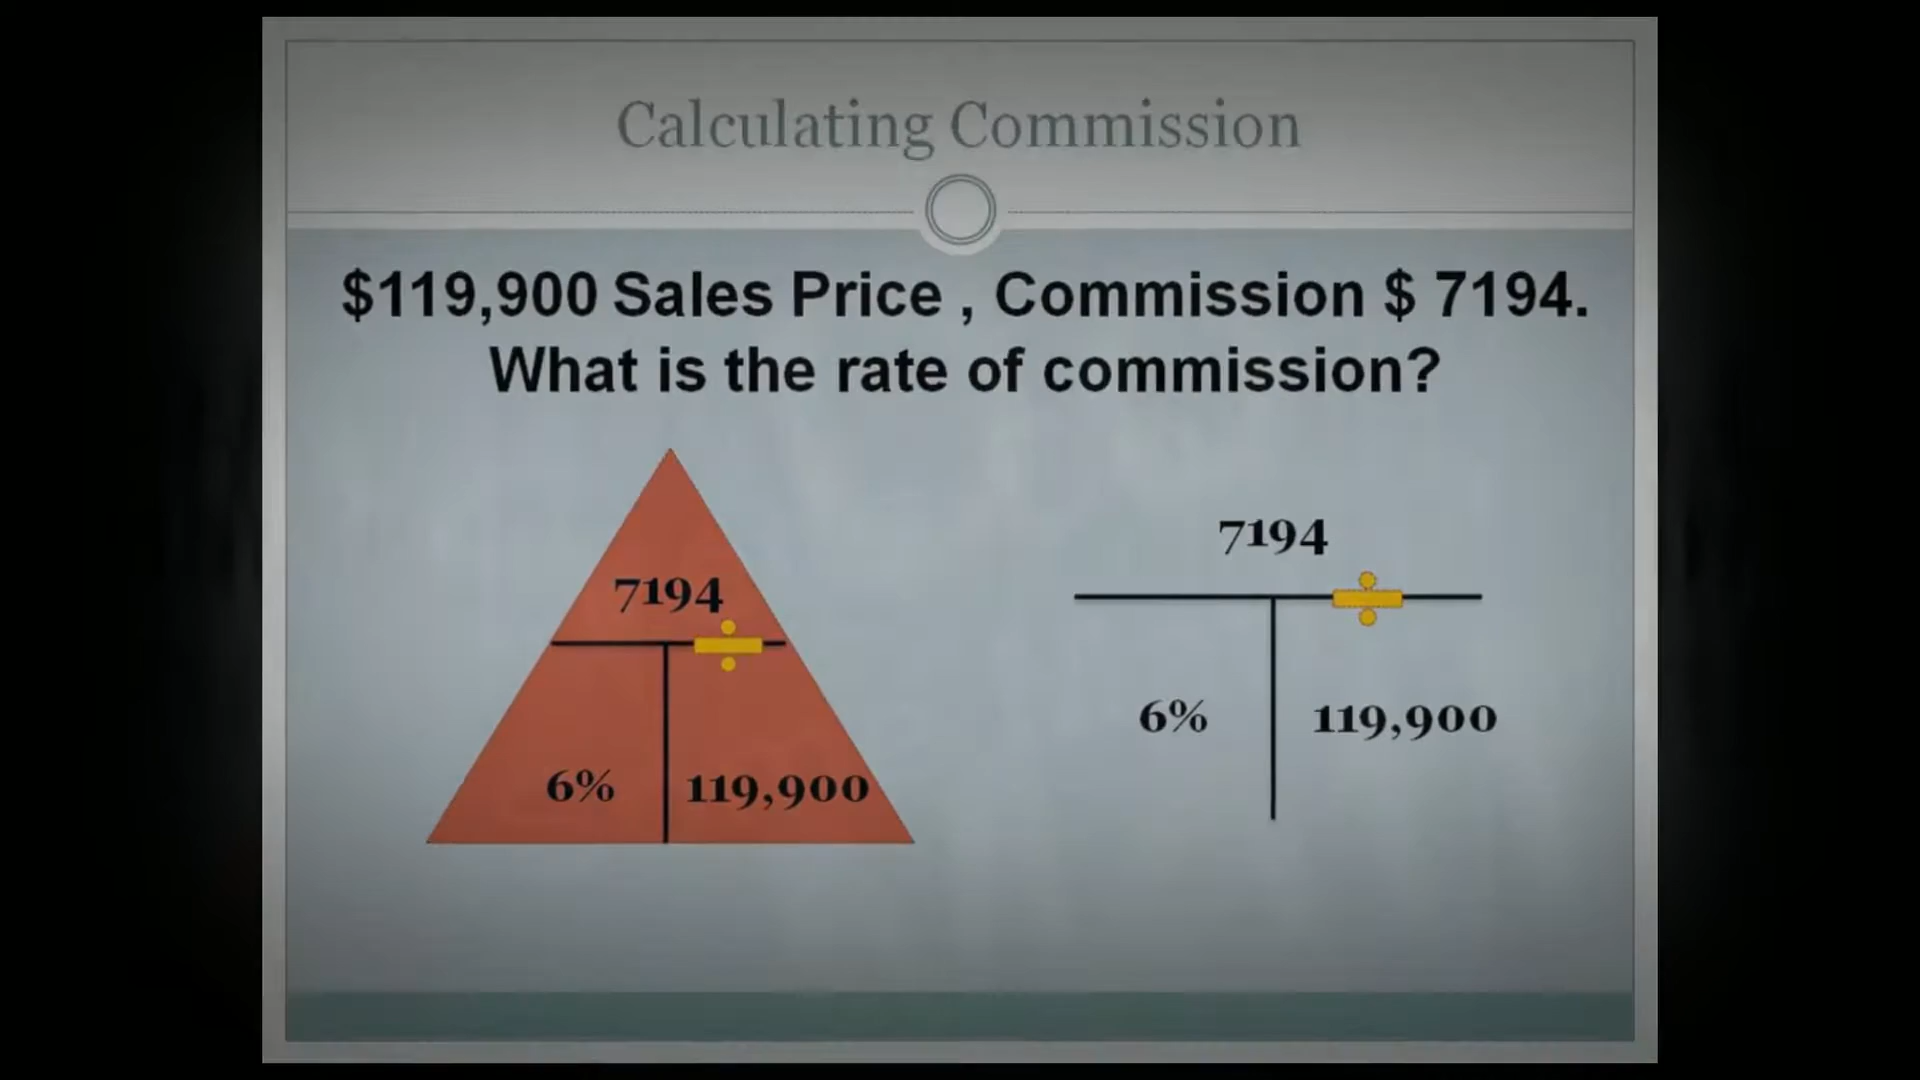 Calculating Commission
$119,900 Sales Price , Commission $ 7194.
What is the rate of commission?
7194
6%
119,900
7194
6%
119,900